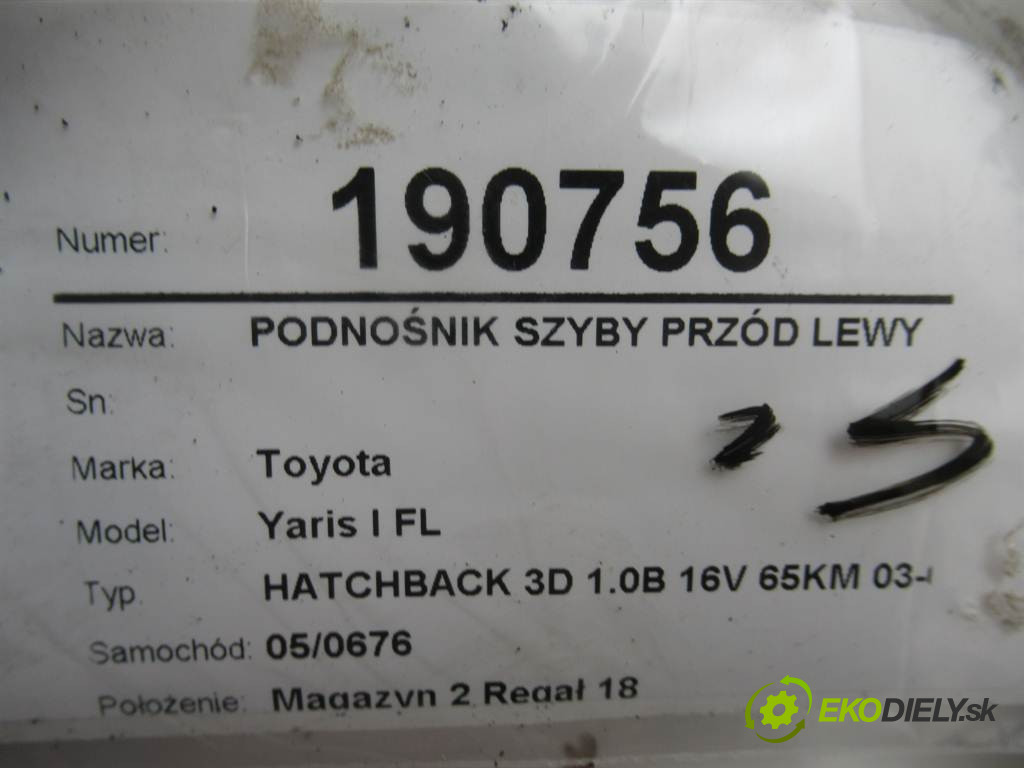 Numer: 190756
Nazwa: PODNOŚNIK SZYBY PRZÓD LEWY
Sn:
Marka: Toyota
Model: Yaris I FL
Typ. HATCHBACK 3D 1.0B 16V 65KM 03-
Samochód: 05/0676
Położenie: Magazyn 2 Regał 18
EKODIELY.sk